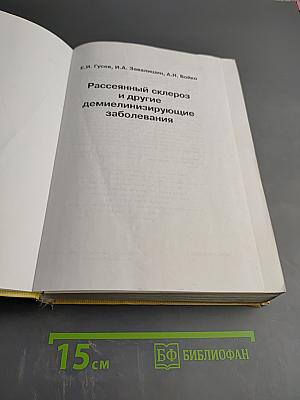 Е.И. Гусев, И.А. Завалишин, А.Н. Бойко
Рассеянный склероз
и другие
демиелинизирующие
заболевания
15 см
БФ БИБЛИОФАН